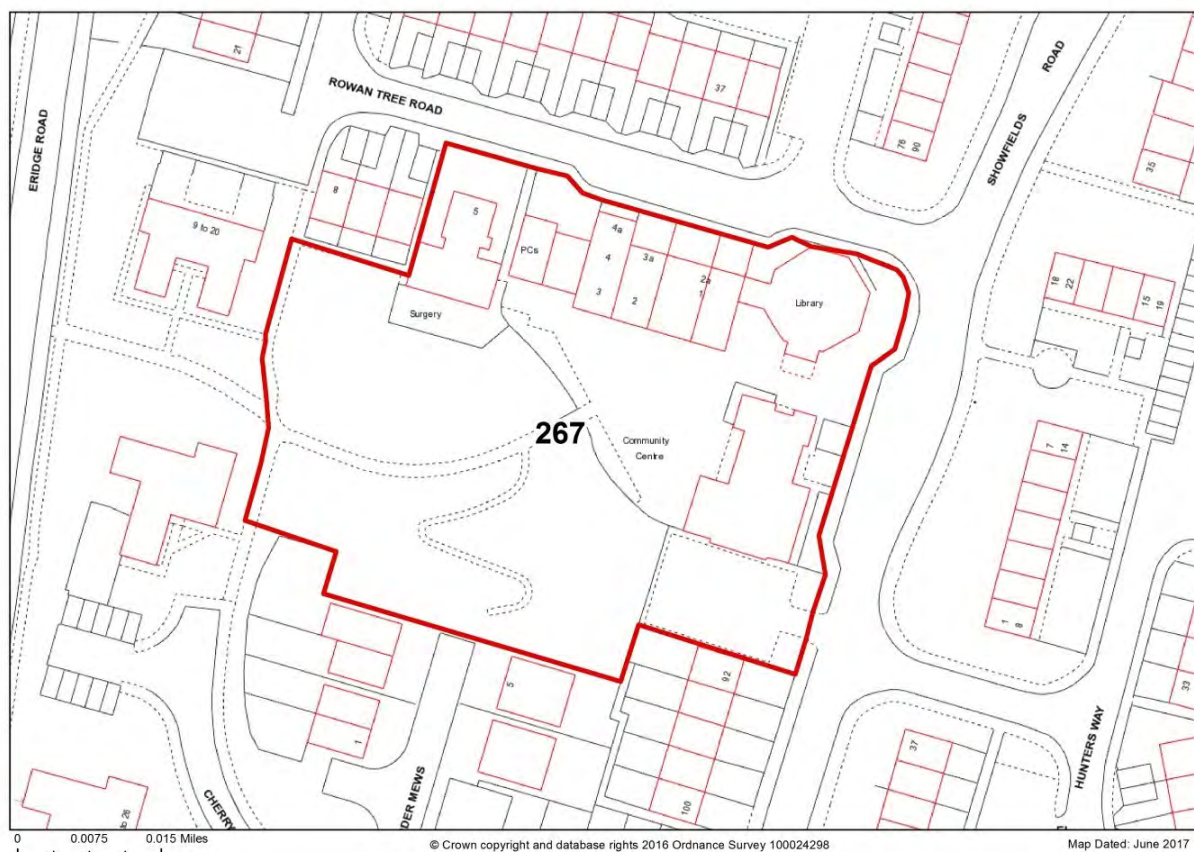 21
ROWAN TREE ROAD
37
ROAD
76
90
SHOWFIELDS
35
ERIDGE ROAD
8
5
9 to 20
PCs
4a
4
3a
3
2
2a
1
Library
Surgery
18
22
15
19
267
Community
Centre
7
14
1
8
5
92
1
33
37
HUNTERS WAY
DER MEWS
CHERRY
to 26
100
0
0.0075
0.015 Miles
© Crown copyright and database rights 2016 Ordnance Survey 100024298
Map Dated: June 2017